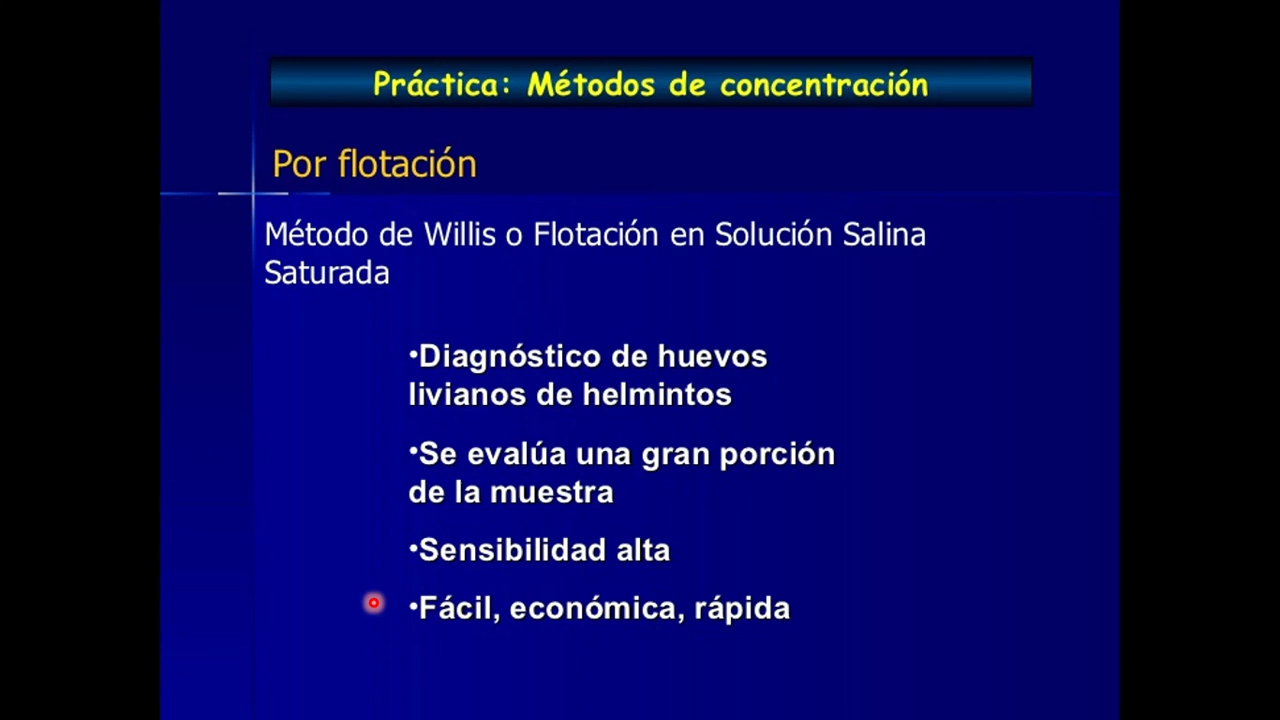 Práctica: Métodos de concentración
Por flotación
Método de Willis o Flotación en Solución Salina
Saturada
•Diagnóstico de huevos
livianos de helmintos
•Se evalúa una gran porción
de la muestra
•Sensibilidad alta
•Fácil, económica, rápida